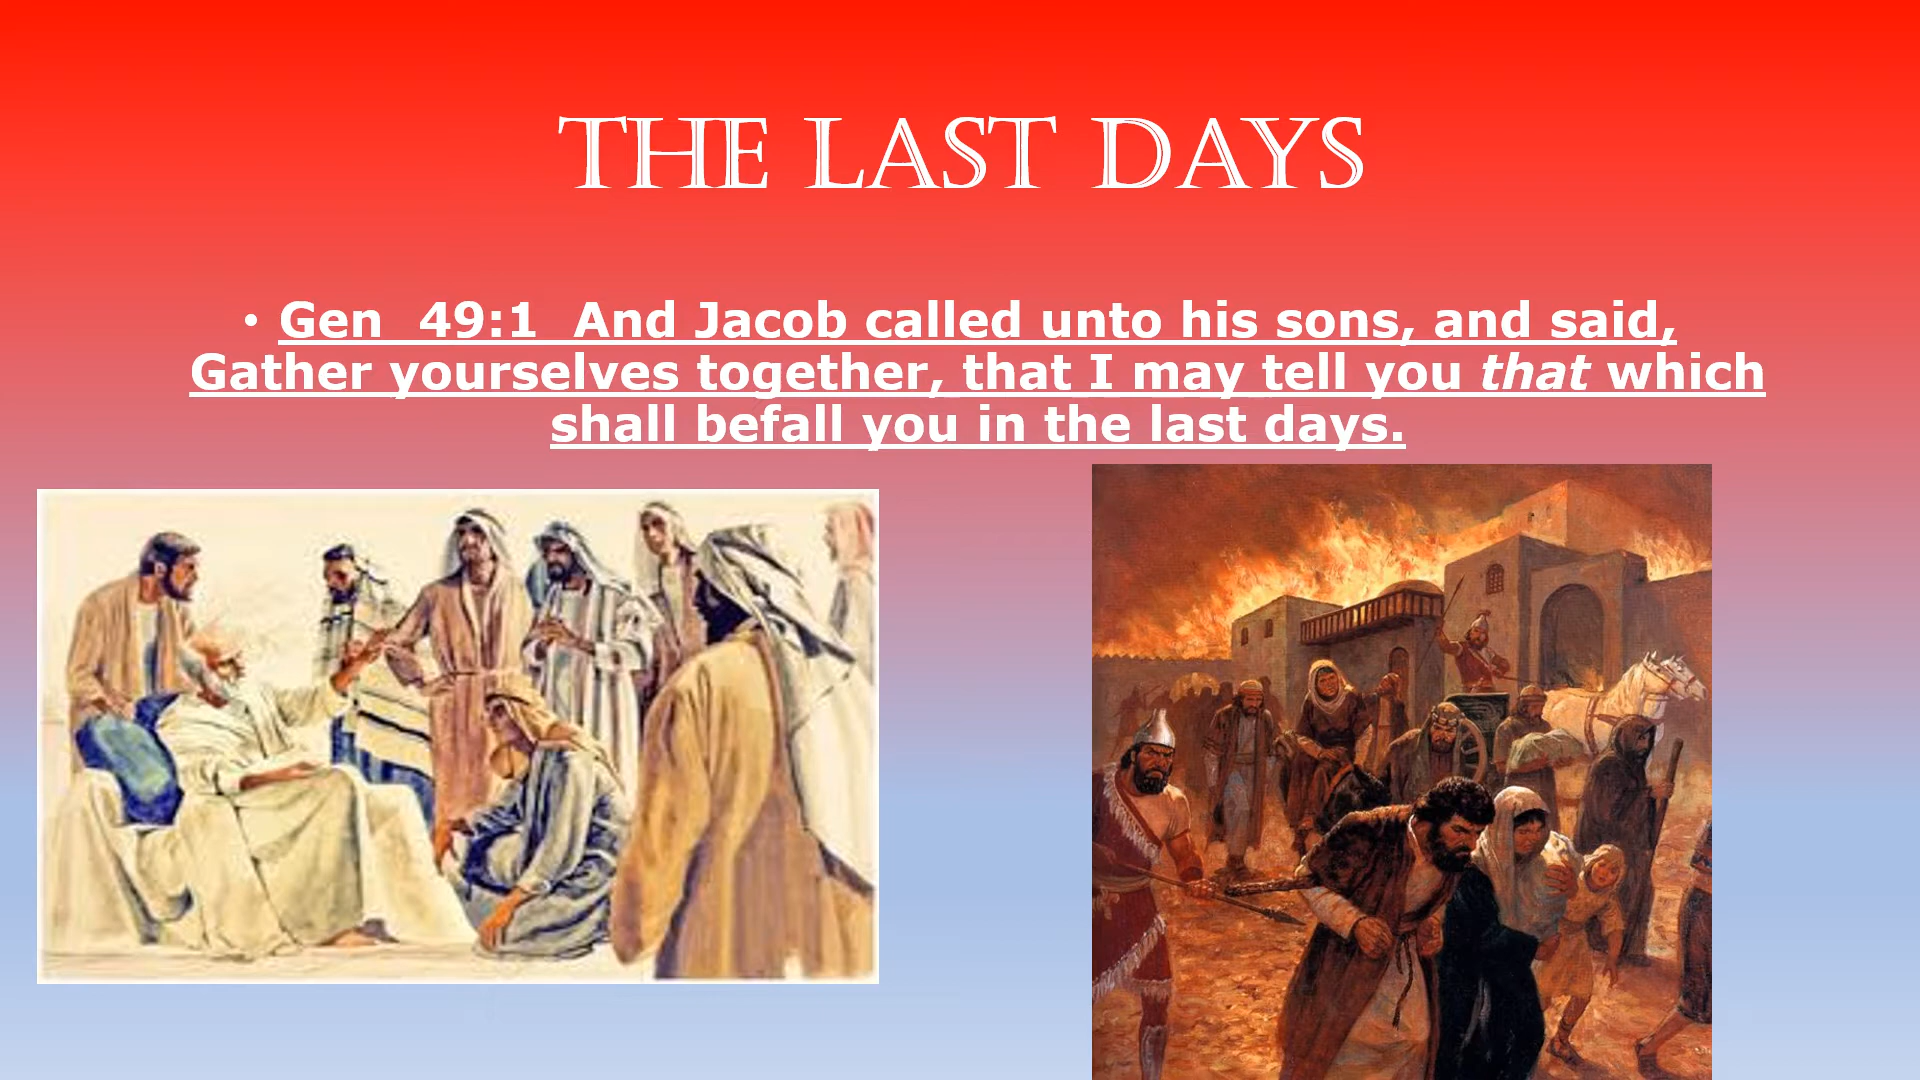 THE LAST DAYS
• Gen  49:1  And Jacob called unto his sons, and said,
Gather yourselves together, that I may tell you that which
shall befall you in the last days.